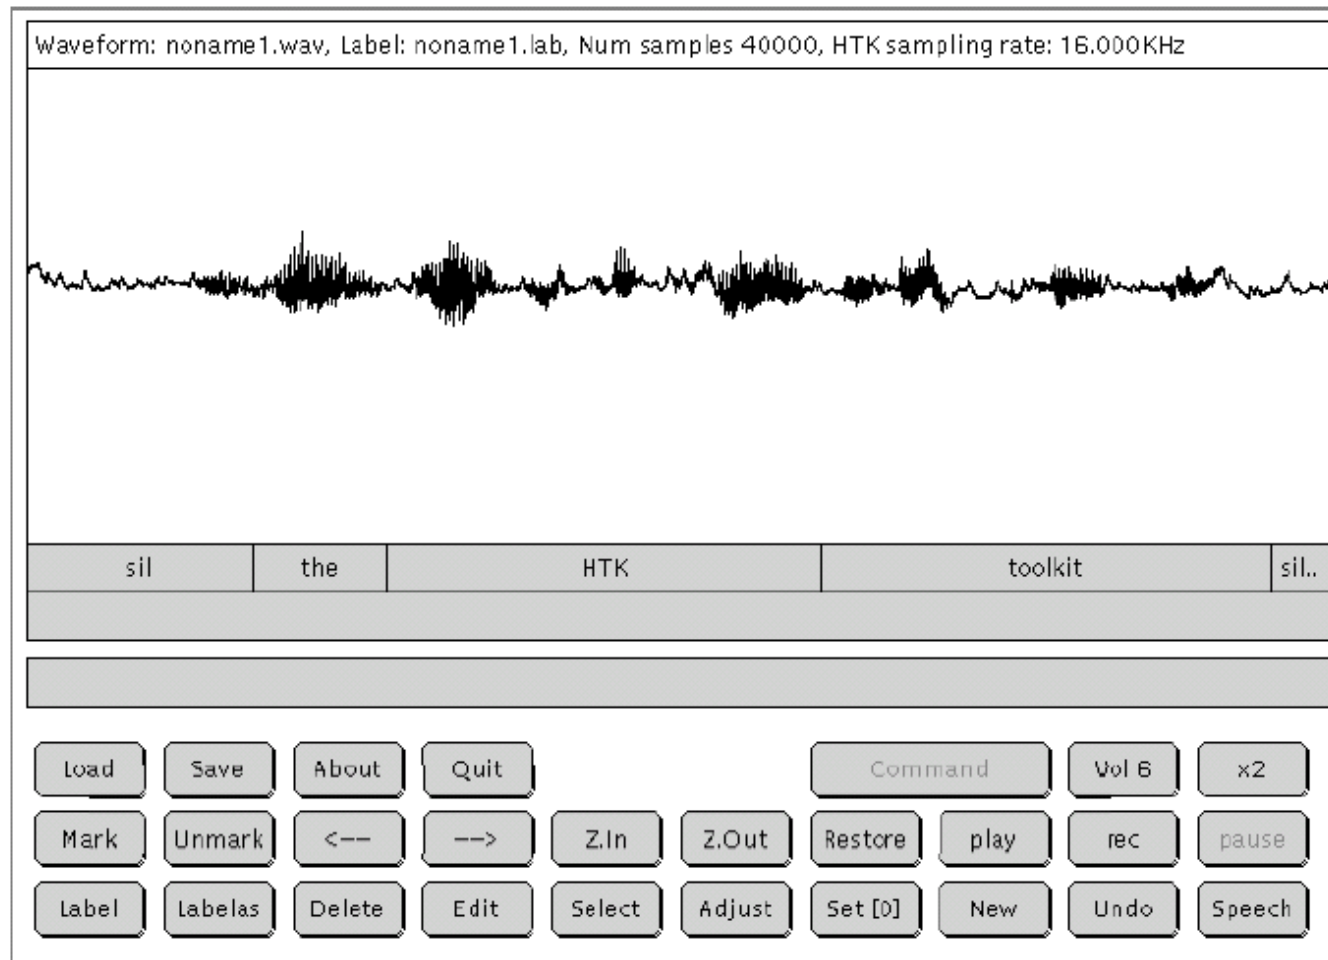 Waveform: noname1.wav, Label: noname1.lab, Num samples 40000, HTK sampling rate: 16.000KHz
sil the HTK toolkit sil..
Load Save About Quit Command Vol 6 x2
Mark Unmark <-- --> Z.In Z.Out Restore play rec pause
Label Labelas Delete Edit Select Adjust Set [0] New Undo Speech